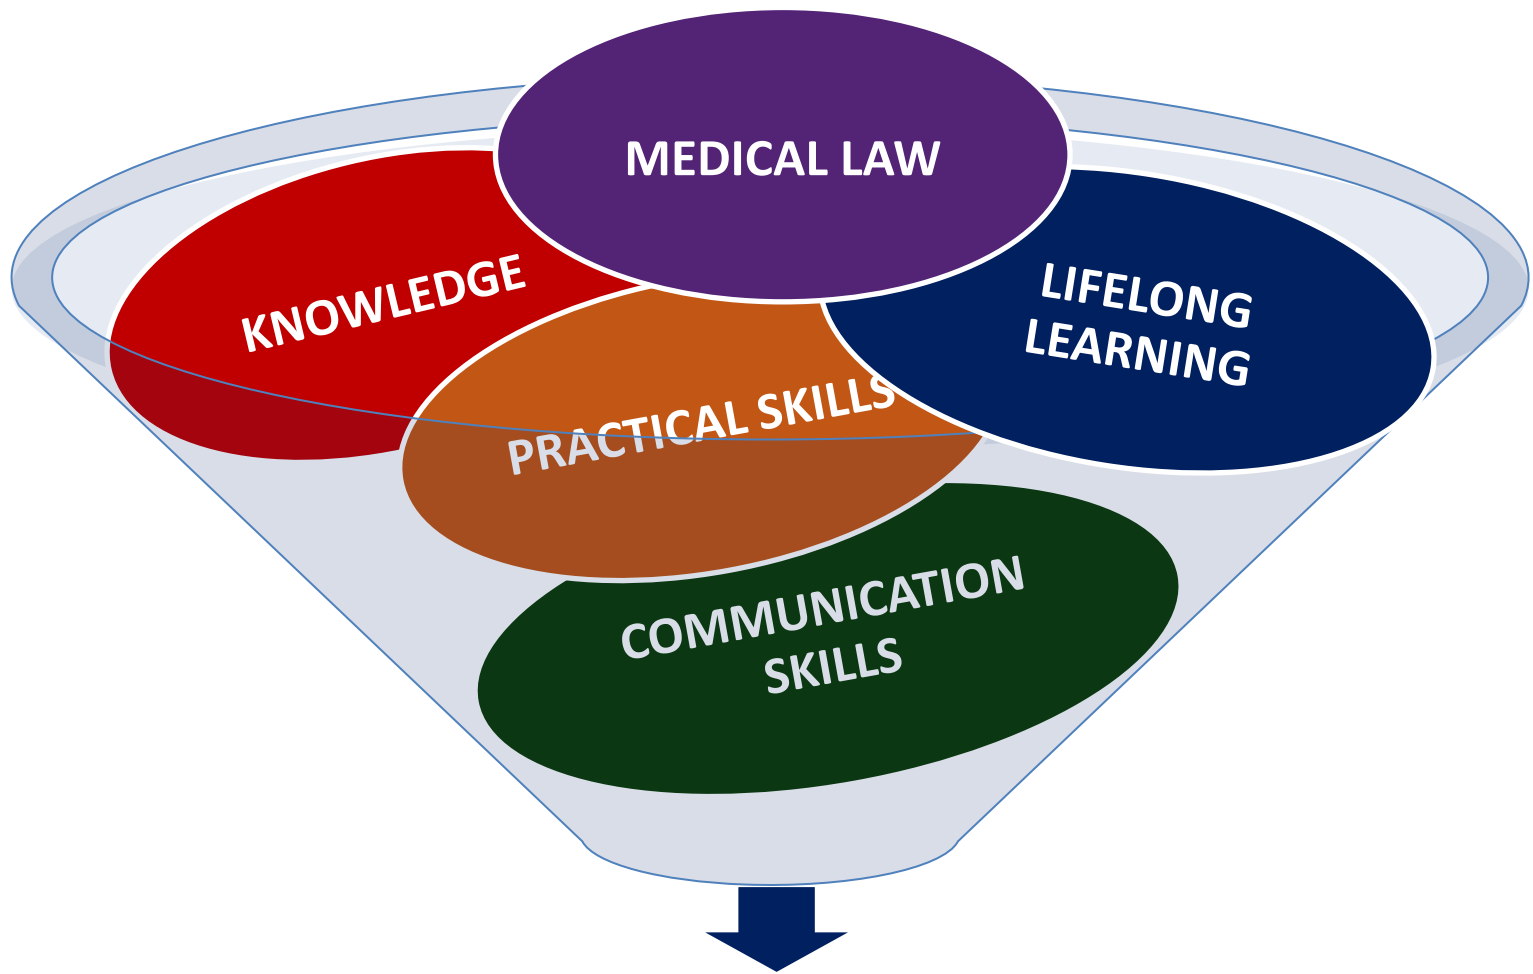 MEDICAL LAW
KNOWLEDGE
LIFELONG
LEARNING
PRACTICAL SKILLS
COMMUNICATION
SKILLS